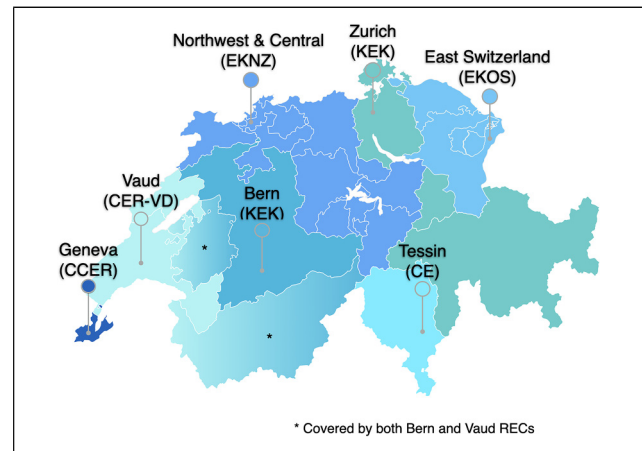 Zurich
(KEK)
Northwest & Central
(EKNZ)
East Switzerland
(EKOS)
Vaud
(CER-VD)
Bern
(KEK)
*
Geneva
(CCER)
Tessin
(CE)
*
* Covered by both Bern and Vaud RECs